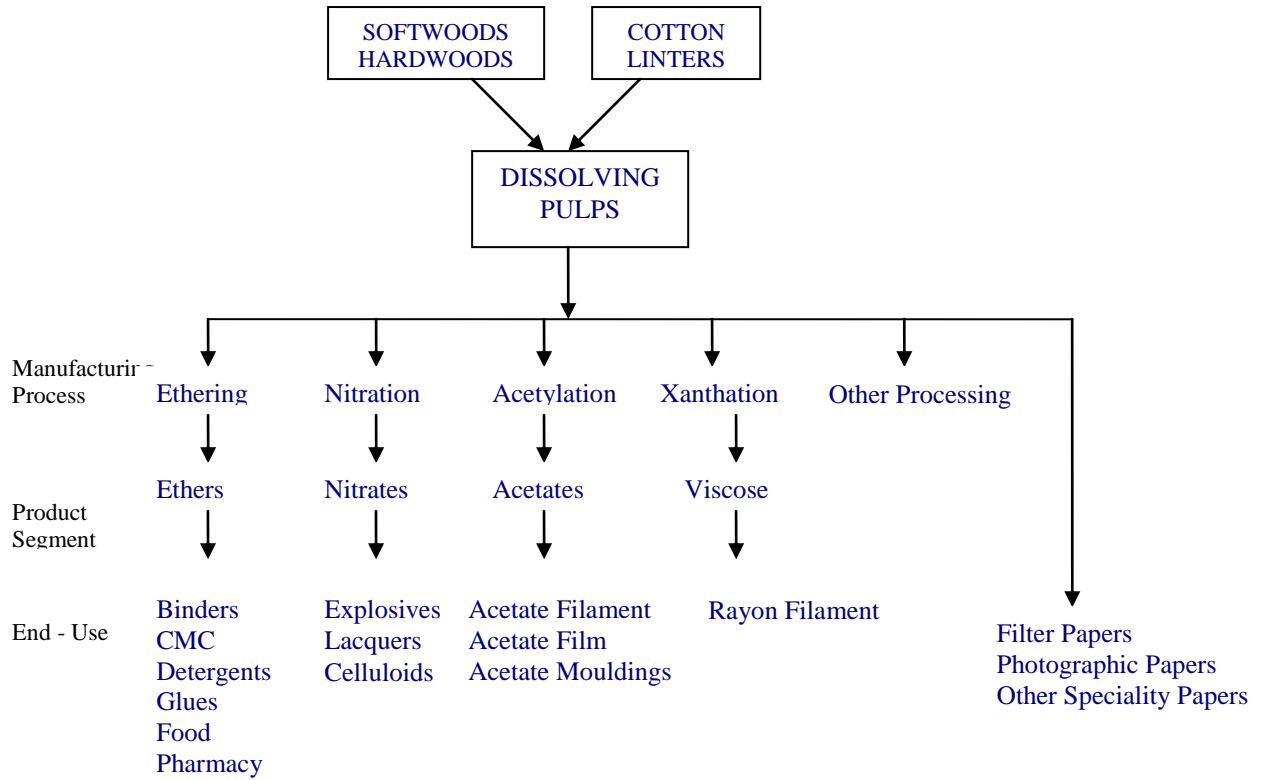 SOFTWOODS
HARDWOODS
COTTON
LINTERS
DISSOLVING
PULPS
Manufacturing
Process
Ethering
Nitration
Acetylation
Xanthation
Other Processing
Product
Segment
Ethers
Nitrates
Acetates
Viscose
End - Use
Binders
CMC
Detergents
Glues
Food
Pharmacy
Explosives
Lacquers
Celluloids
Acetate Filament
Acetate Film
Acetate Mouldings
Rayon Filament
Filter Papers
Photographic Papers
Other Speciality Papers